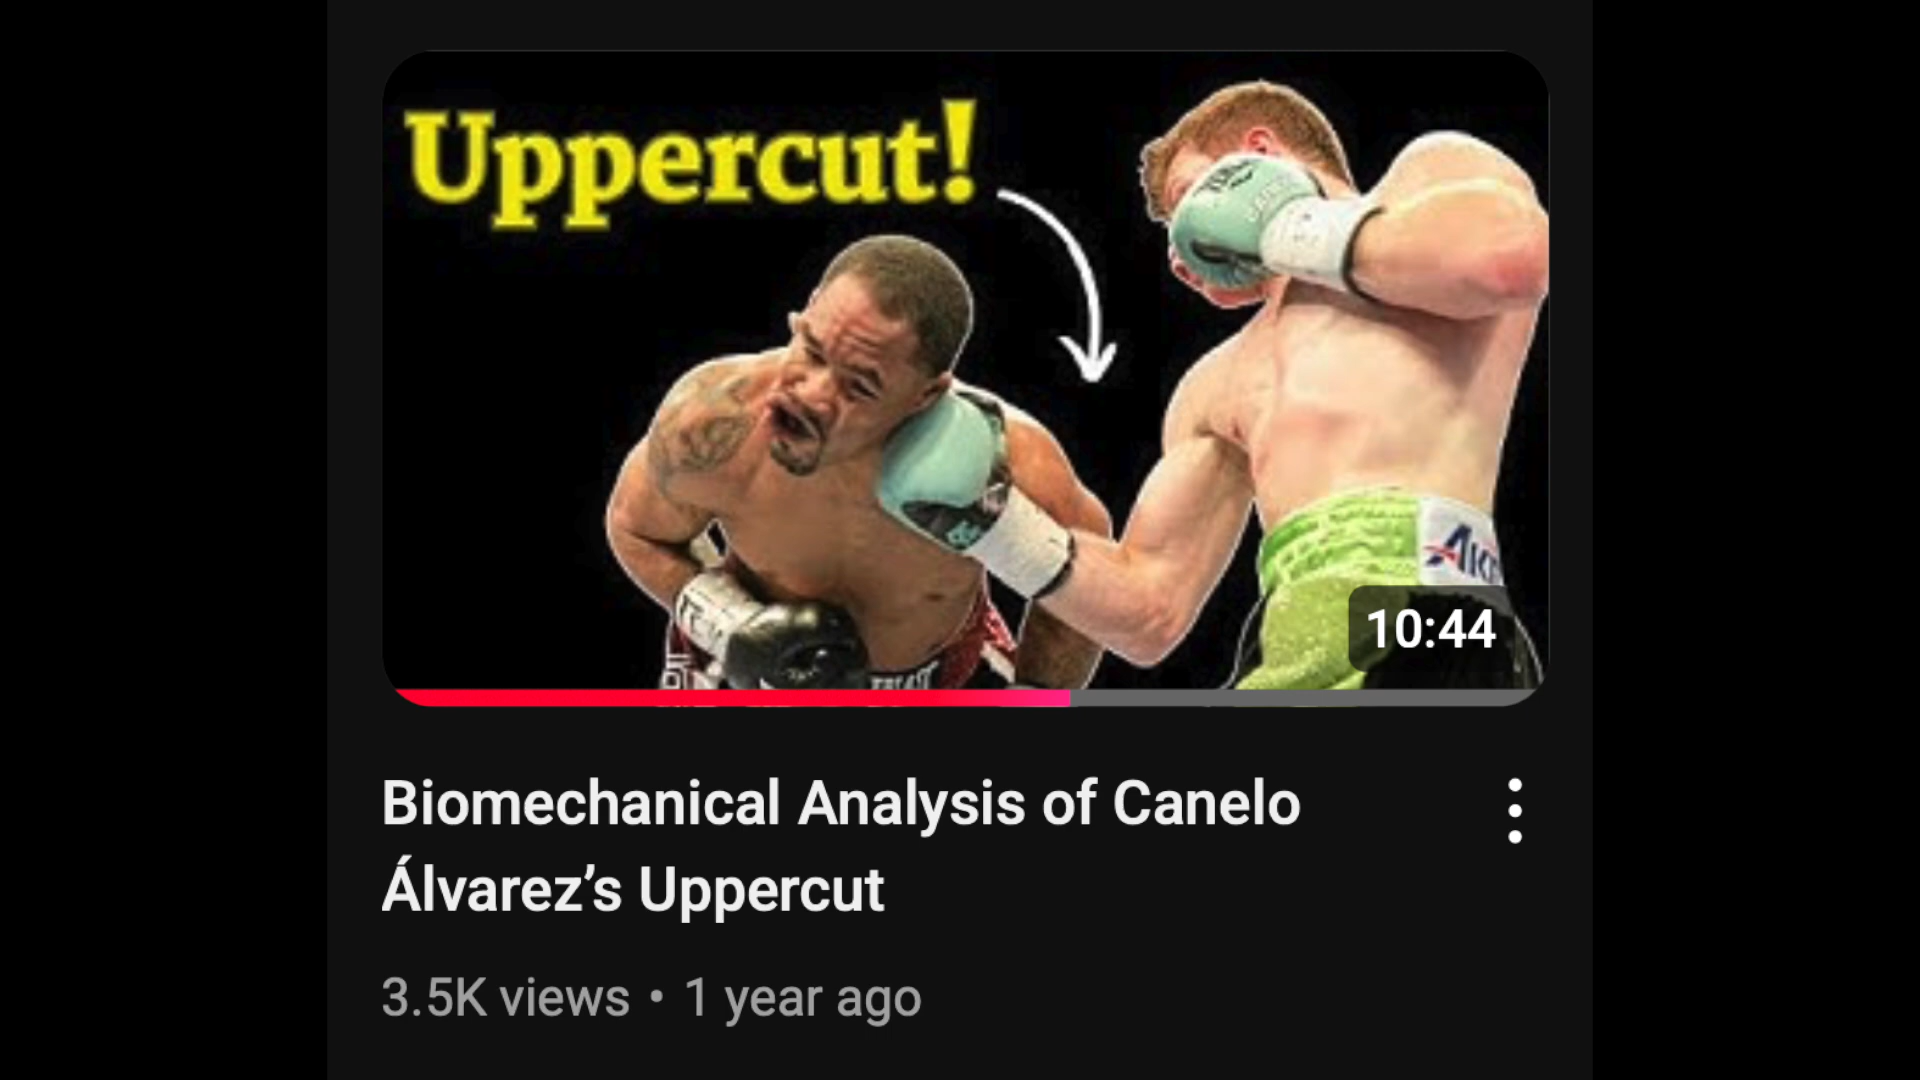 Uppercut!
10:44
Biomechanical Analysis of Canelo
Álvarez’s Uppercut
3.5K views • 1 year ago